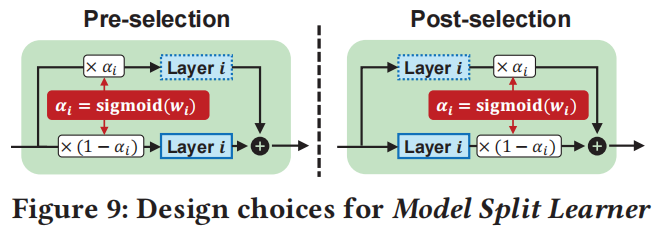 Pre-selection
× αᵢ
Layer i
αᵢ = sigmoid(wᵢ)
× (1 − αᵢ)
Layer i
+
Post-selection
Layer i
× αᵢ
αᵢ = sigmoid(wᵢ)
Layer i
× (1 − αᵢ)
+
Figure 9: Design choices for Model Split Learner